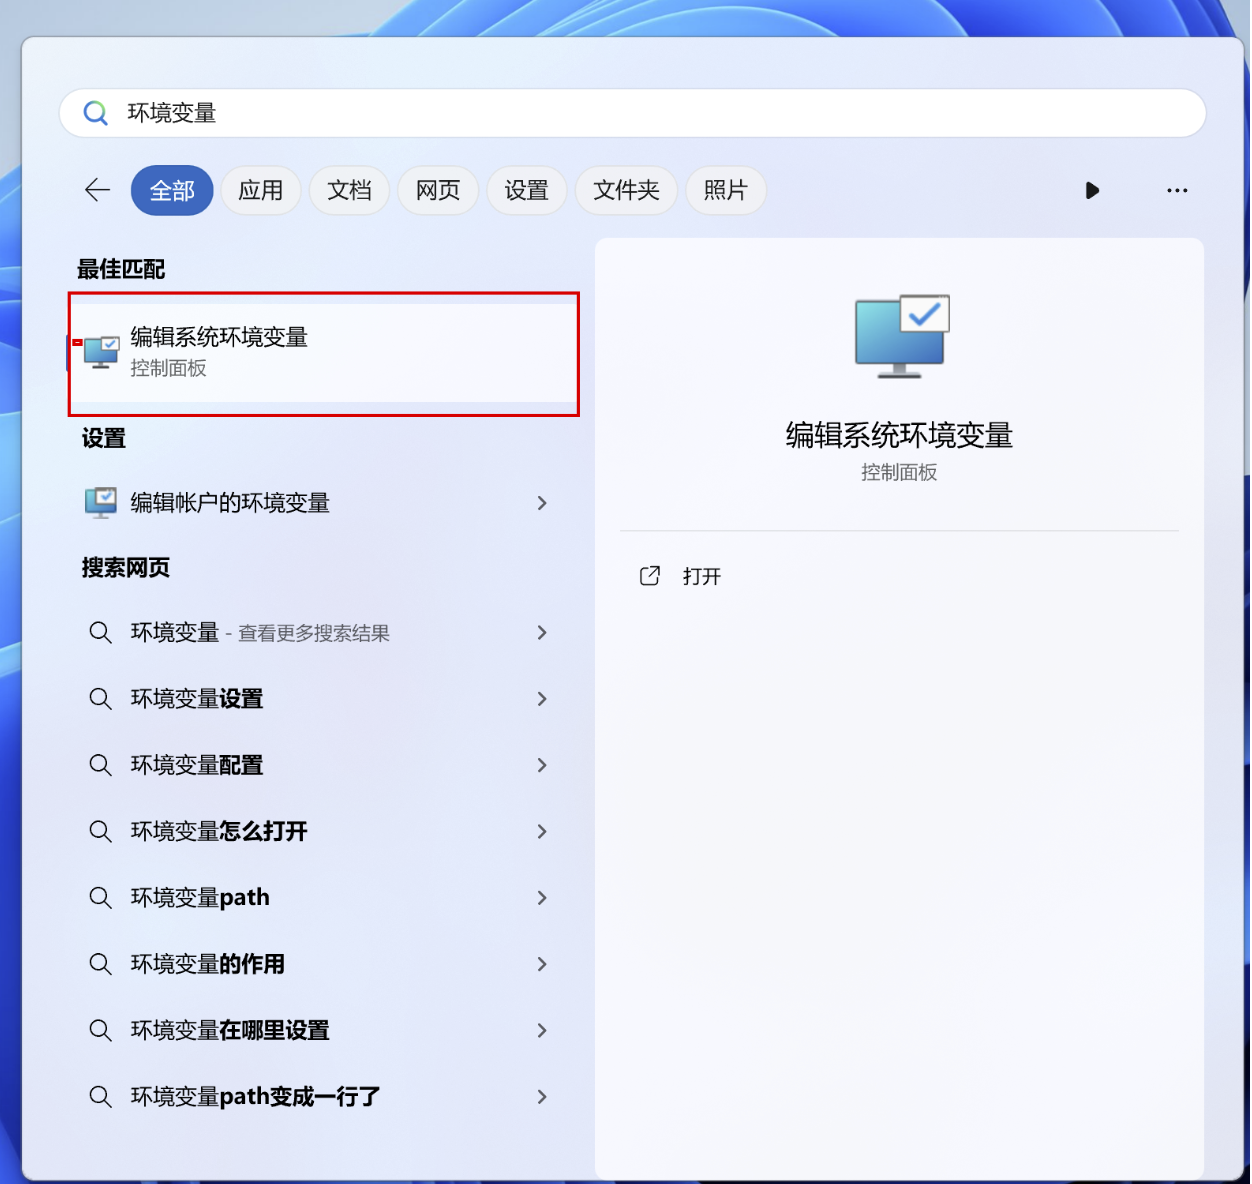 环境变量
全部
应用
文档
网页
设置
文件夹
照片
最佳匹配
编辑系统环境变量
控制面板
设置
编辑帐户的环境变量
搜索网页
环境变量 - 查看更多搜索结果
环境变量设置
环境变量配置
环境变量怎么打开
环境变量path
环境变量的作用
环境变量在哪里设置
环境变量path变成一行了
编辑系统环境变量
控制面板
打开